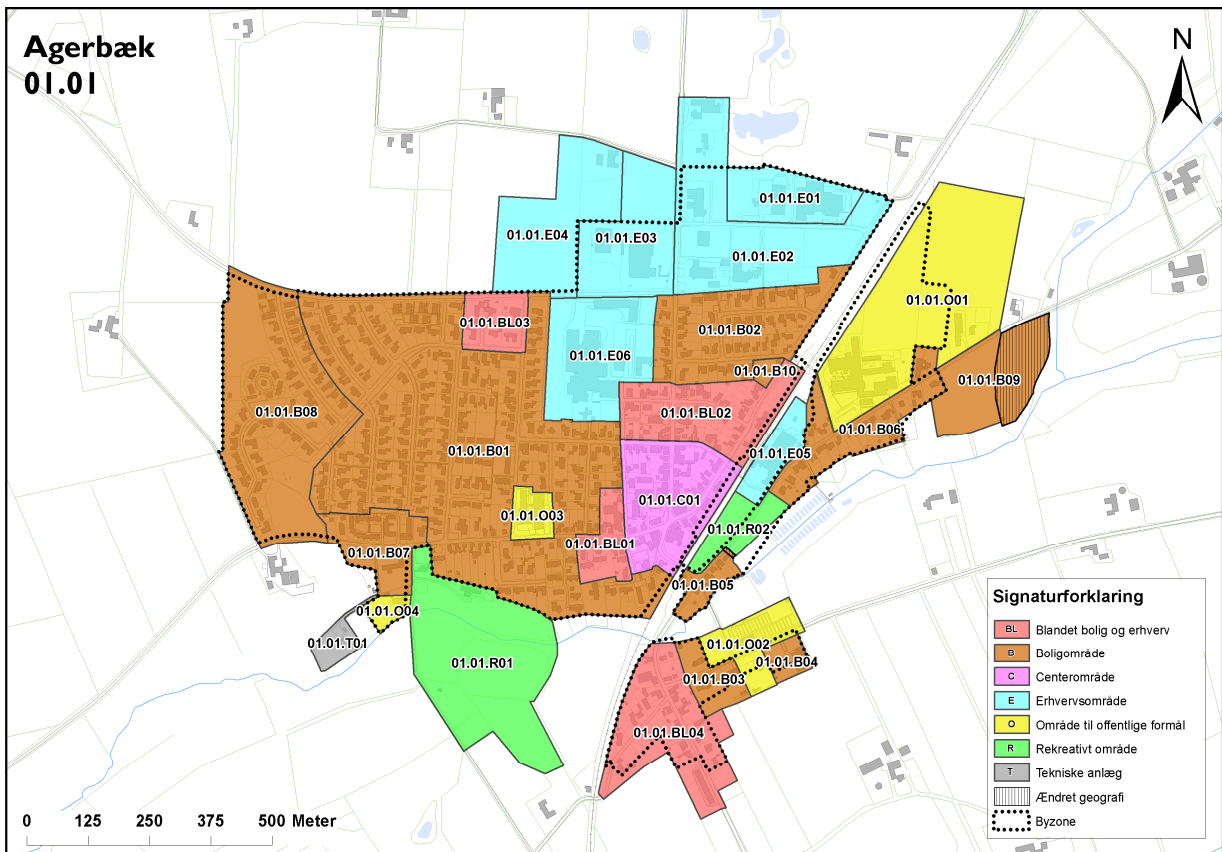 Agerbæk
01.01
N
01.01.E01
01.01.E04
01.01.E03
01.01.E02
01.01.O01
01.01.BL03
01.01.B02
01.01.E06
01.01.B10
01.01.B09
01.01.B08
01.01.BL02
01.01.B06
01.01.B01
01.01.E05
01.01.C01
01.01.O03
01.01.R02
01.01.BL01
01.01.B07
01.01.B05
01.01.O04
01.01.T01
01.01.O02
01.01.R01
01.01.B04
01.01.B03
01.01.BL04
Signaturforklaring
BL Blandet bolig og erhverv
B Boligområde
C Centerområde
E Erhvervsområde
O Område til offentlige formål
R Rekreativt område
T Tekniske anlæg
Ændret geografi
Byzone
0 125 250 375 500 Meter